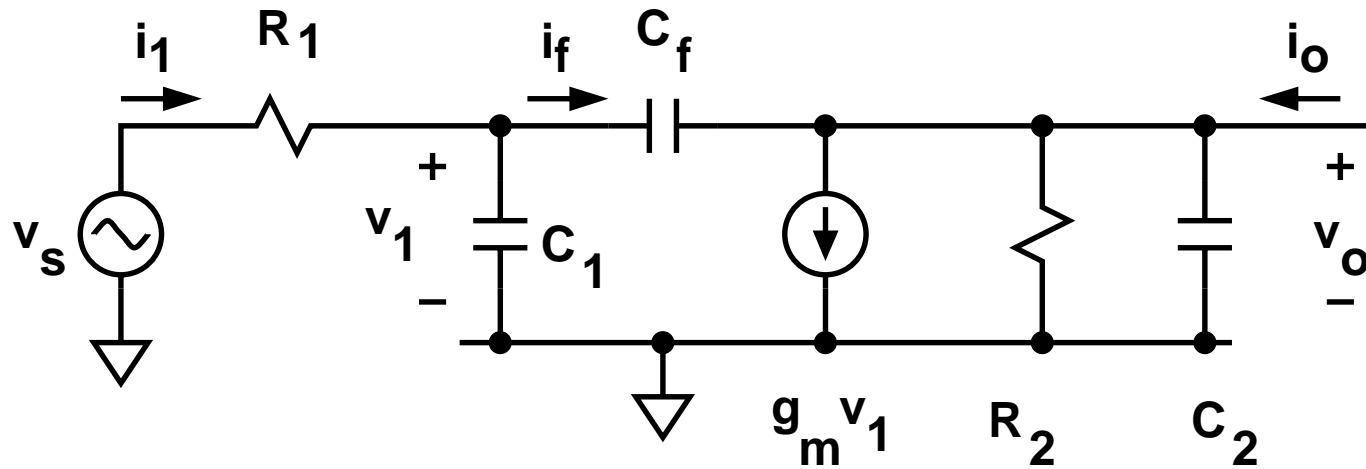 i1 R1 if Cf io
+ +
vs v1 C1 vo
− −
gmv1 R2 C2